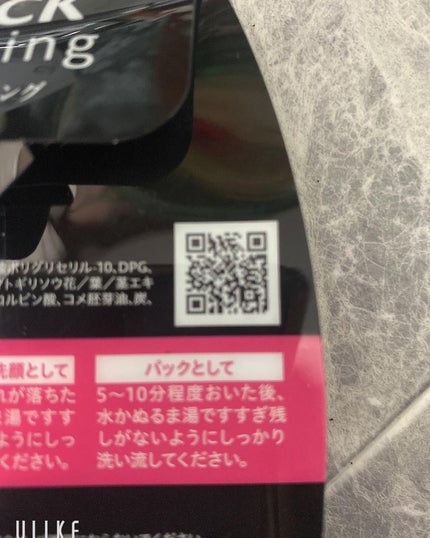 ck
ing
ング
ポリグリセリル-10、DPG、
トギリソウ花／葉／茎エキ
コルビン酸、コメ胚芽油、炭、
洗顔として
れが落ちた
ま湯ですす
ようにしっ
ください。
パックとして
5〜10分程度おいた後、
水かぬるま湯ですすぎ残
しがないようにしっかり
洗い流してください。
ULIKE